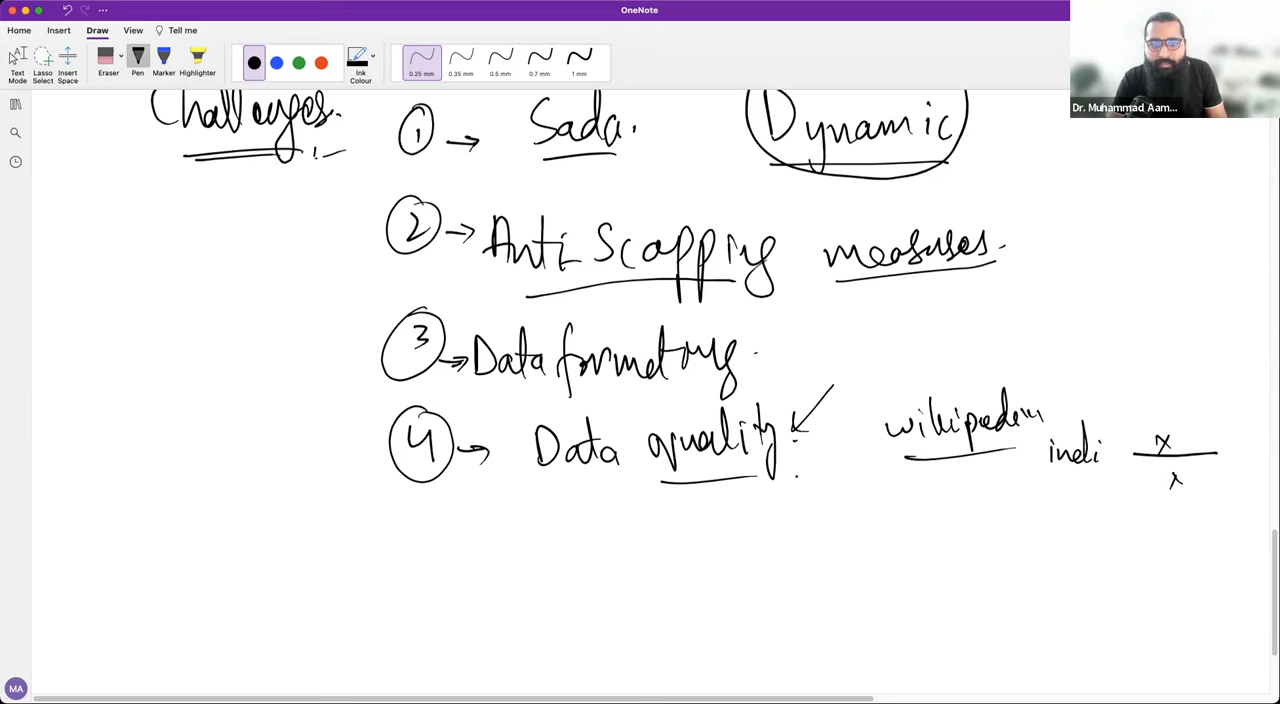 OneNote
Home Insert Draw View Tell me
Text Mode Lasso Select Insert Space Eraser Pen Marker Highlighter Ink Colour 0.25 mm 0.35 mm 0.5 mm 0.7 mm 1 mm
Dr. Muhammad Aam...
Challenges. ① → Sada. Dynamic
② → Anti Scapping measures.
③ → Data formetting.
④ → Data quality. wikipedia
indi x
x
MA